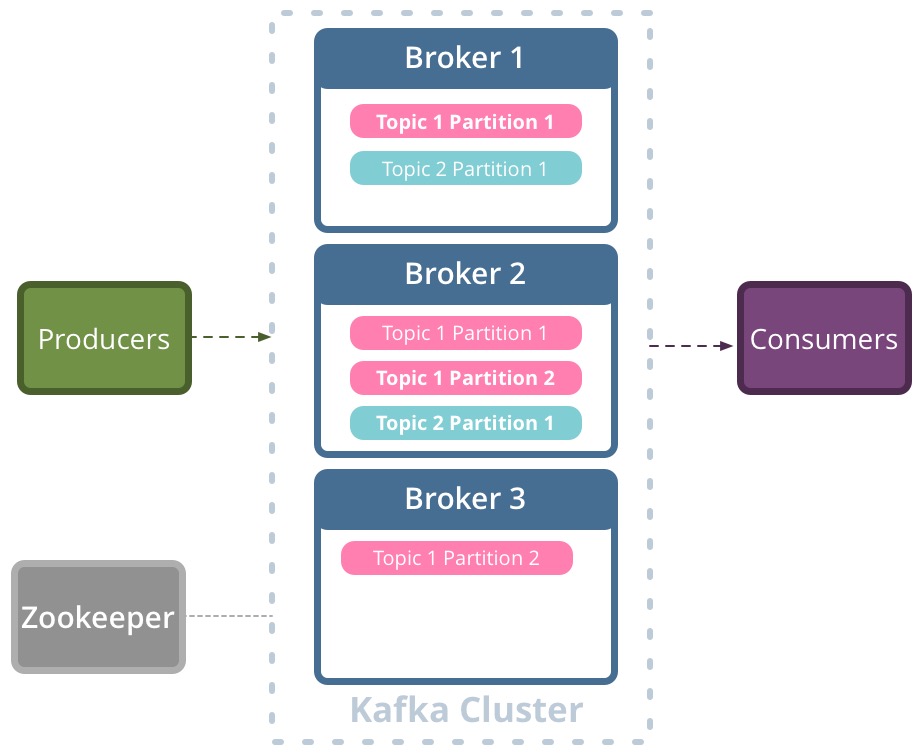 Broker 1
Topic 1 Partition 1
Topic 2 Partition 1
Broker 2
Topic 1 Partition 1
Topic 1 Partition 2
Topic 2 Partition 1
Producers
Consumers
Broker 3
Topic 1 Partition 2
Zookeeper
Kafka Cluster